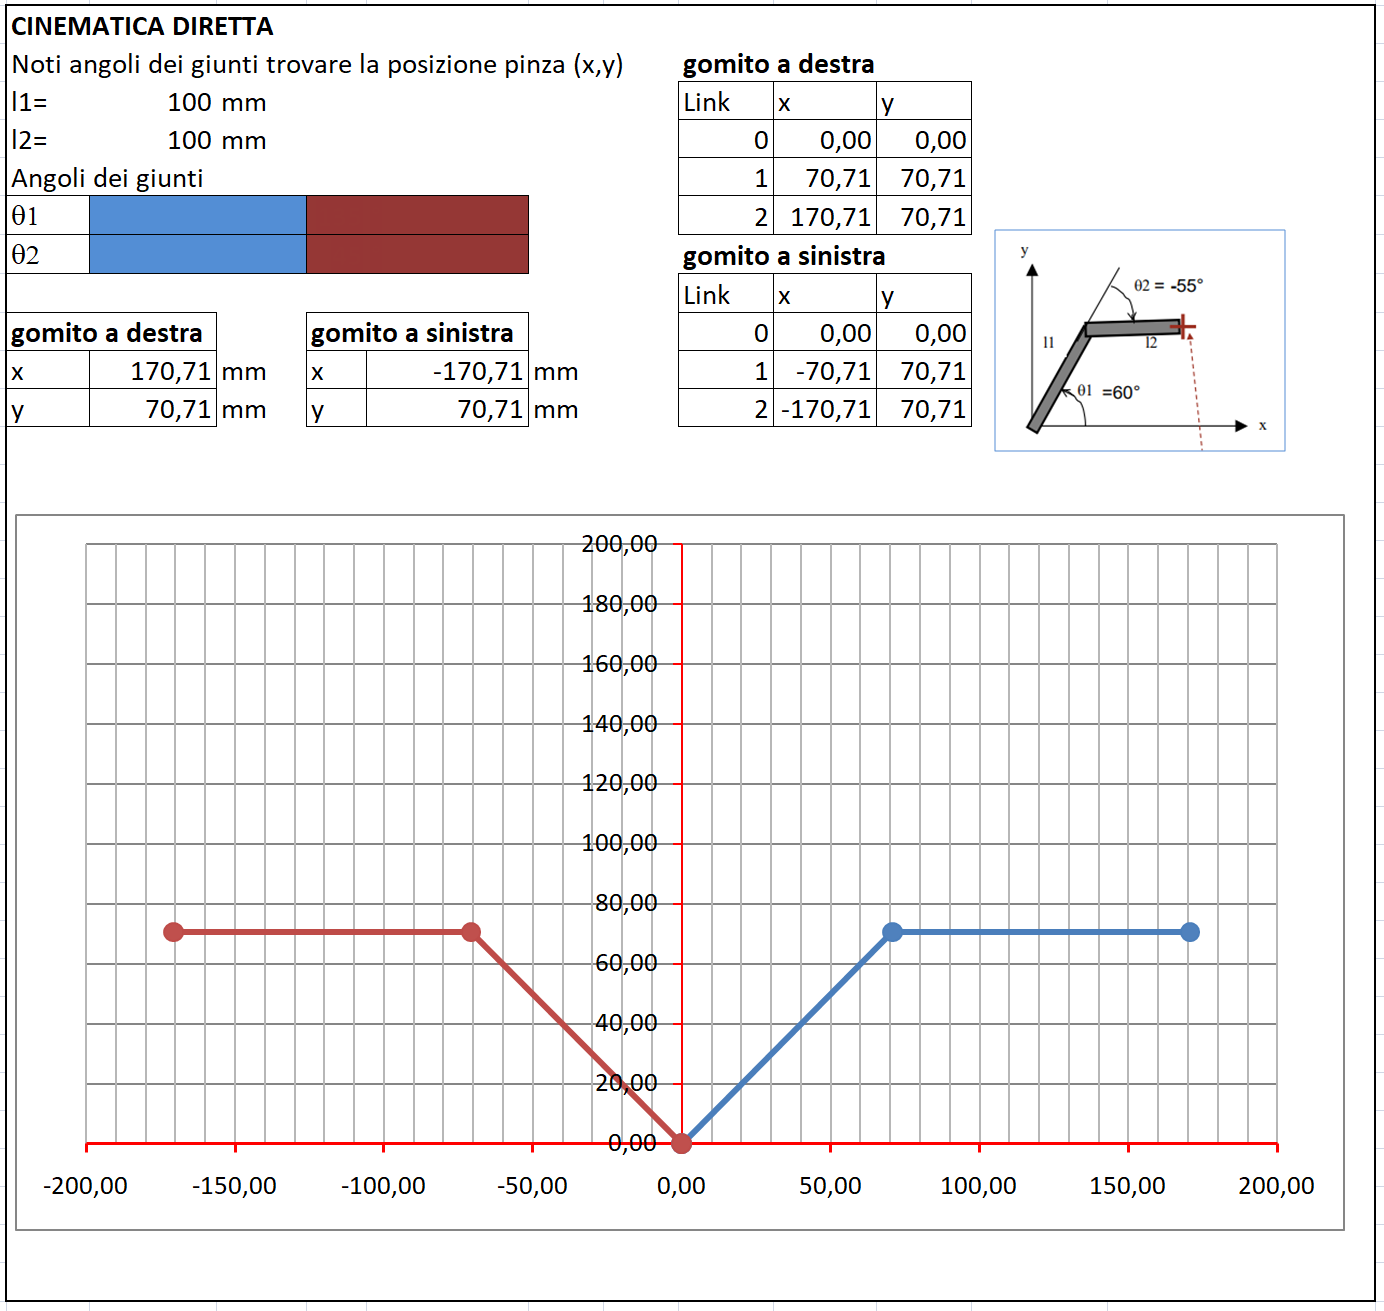 CINEMATICA DIRETTA
Noti angoli dei giunti trovare la posizione pinza (x,y)
l1= 100 mm
l2= 100 mm
Angoli dei giunti
θ1
θ2
gomito a destra
x 170,71 mm
y 70,71 mm
gomito a sinistra
x -170,71 mm
y 70,71 mm
gomito a destra
Link x y
0 0,00 0,00
1 70,71 70,71
2 170,71 70,71
gomito a sinistra
Link x y
0 0,00 0,00
1 -70,71 70,71
2 -170,71 70,71
y
θ2 = -55°
l1
l2
θ1 =60°
x
200,00
180,00
160,00
140,00
120,00
100,00
80,00
60,00
40,00
20,00
0,00
-200,00 -150,00 -100,00 -50,00 0,00 50,00 100,00 150,00 200,00